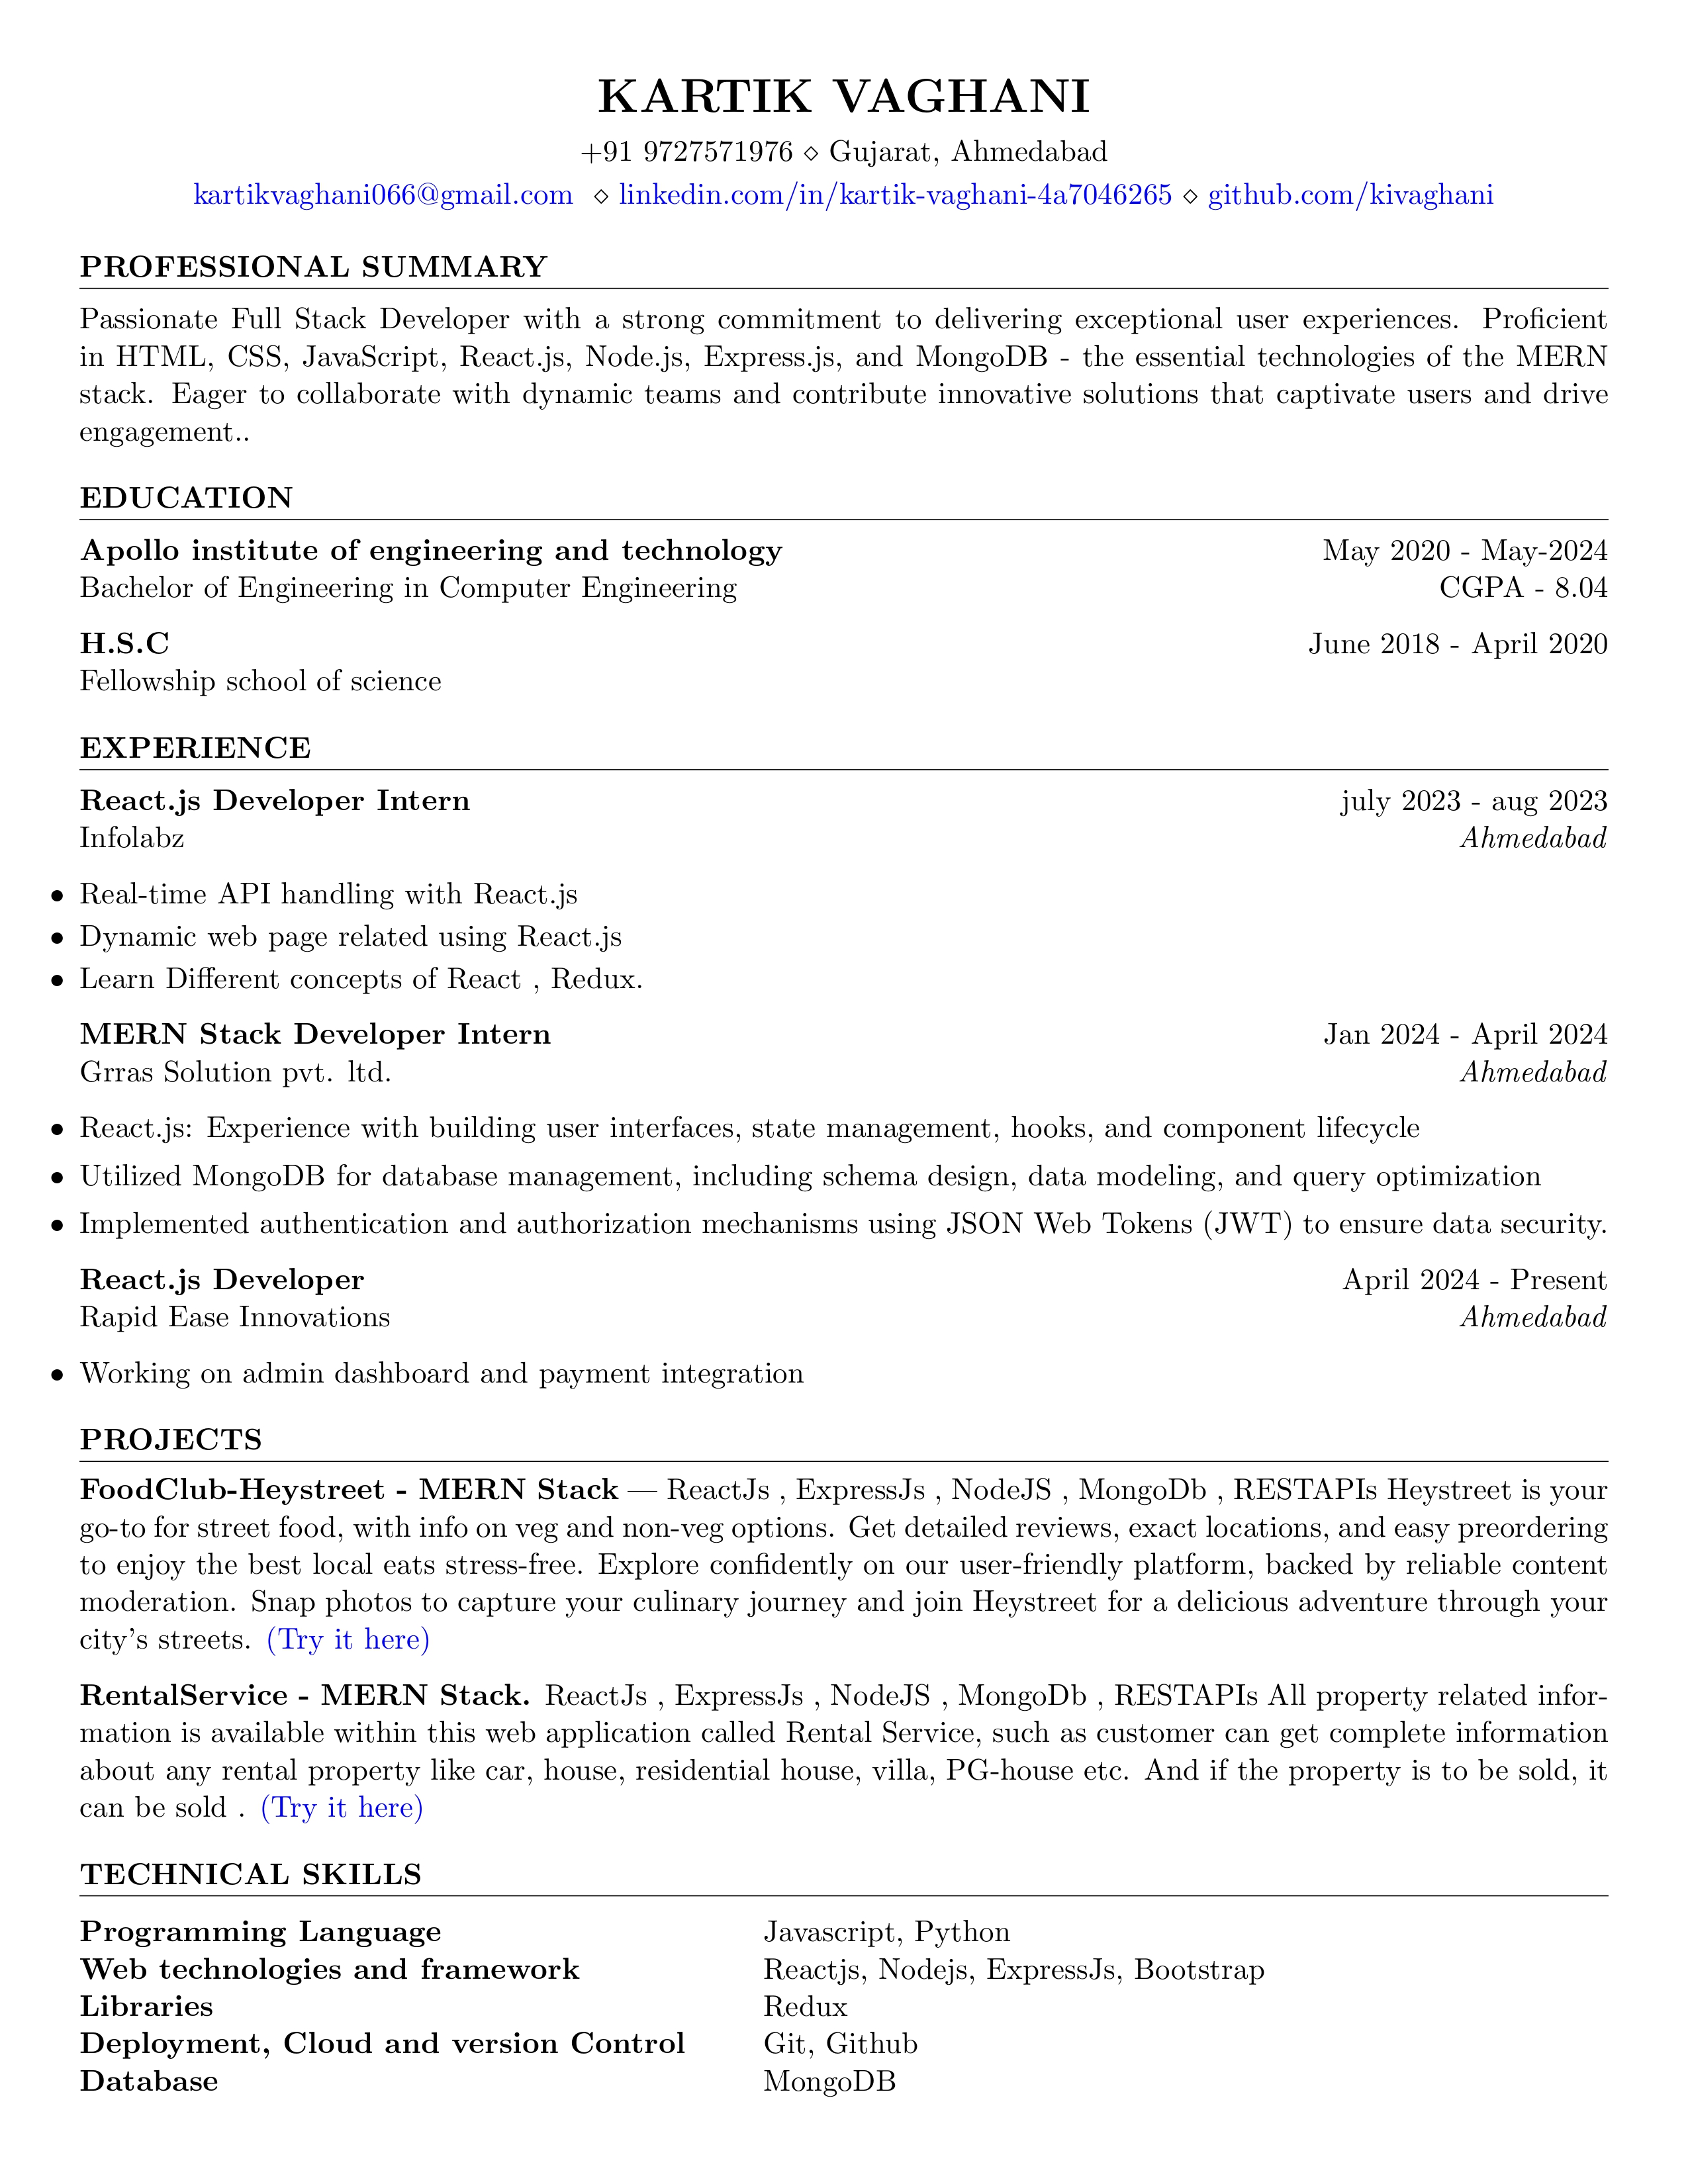 KARTIK VAGHANI
+91 9727571976 ⋄ Gujarat, Ahmedabad
kartikvaghani066@gmail.com ⋄ linkedin.com/in/kartik-vaghani-4a7046265 ⋄ github.com/kivaghani
PROFESSIONAL SUMMARY
Passionate Full Stack Developer with a strong commitment to delivering exceptional user experiences. Proficient
in HTML, CSS, JavaScript, React.js, Node.js, Express.js, and MongoDB - the essential technologies of the MERN
stack. Eager to collaborate with dynamic teams and contribute innovative solutions that captivate users and drive
engagement..
EDUCATION
Apollo institute of engineering and technology May 2020 - May-2024
Bachelor of Engineering in Computer Engineering CGPA - 8.04
H.S.C June 2018 - April 2020
Fellowship school of science
EXPERIENCE
React.js Developer Intern july 2023 - aug 2023
Infolabz Ahmedabad
• Real-time API handling with React.js
• Dynamic web page related using React.js
• Learn Different concepts of React , Redux.
MERN Stack Developer Intern Jan 2024 - April 2024
Grras Solution pvt. ltd. Ahmedabad
• React.js: Experience with building user interfaces, state management, hooks, and component lifecycle
• Utilized MongoDB for database management, including schema design, data modeling, and query optimization
• Implemented authentication and authorization mechanisms using JSON Web Tokens (JWT) to ensure data security.
React.js Developer April 2024 - Present
Rapid Ease Innovations Ahmedabad
• Working on admin dashboard and payment integration
PROJECTS
FoodClub-Heystreet - MERN Stack — ReactJs , ExpressJs , NodeJS , MongoDb , RESTAPIs Heystreet is your
go-to for street food, with info on veg and non-veg options. Get detailed reviews, exact locations, and easy preordering
to enjoy the best local eats stress-free. Explore confidently on our user-friendly platform, backed by reliable content
moderation. Snap photos to capture your culinary journey and join Heystreet for a delicious adventure through your
city's streets. (Try it here)
RentalService - MERN Stack. ReactJs , ExpressJs , NodeJS , MongoDb , RESTAPIs All property related infor-
mation is available within this web application called Rental Service, such as customer can get complete information
about any rental property like car, house, residential house, villa, PG-house etc. And if the property is to be sold, it
can be sold . (Try it here)
TECHNICAL SKILLS
Programming Language Javascript, Python
Web technologies and framework Reactjs, Nodejs, ExpressJs, Bootstrap
Libraries Redux
Deployment, Cloud and version Control Git, Github
Database MongoDB